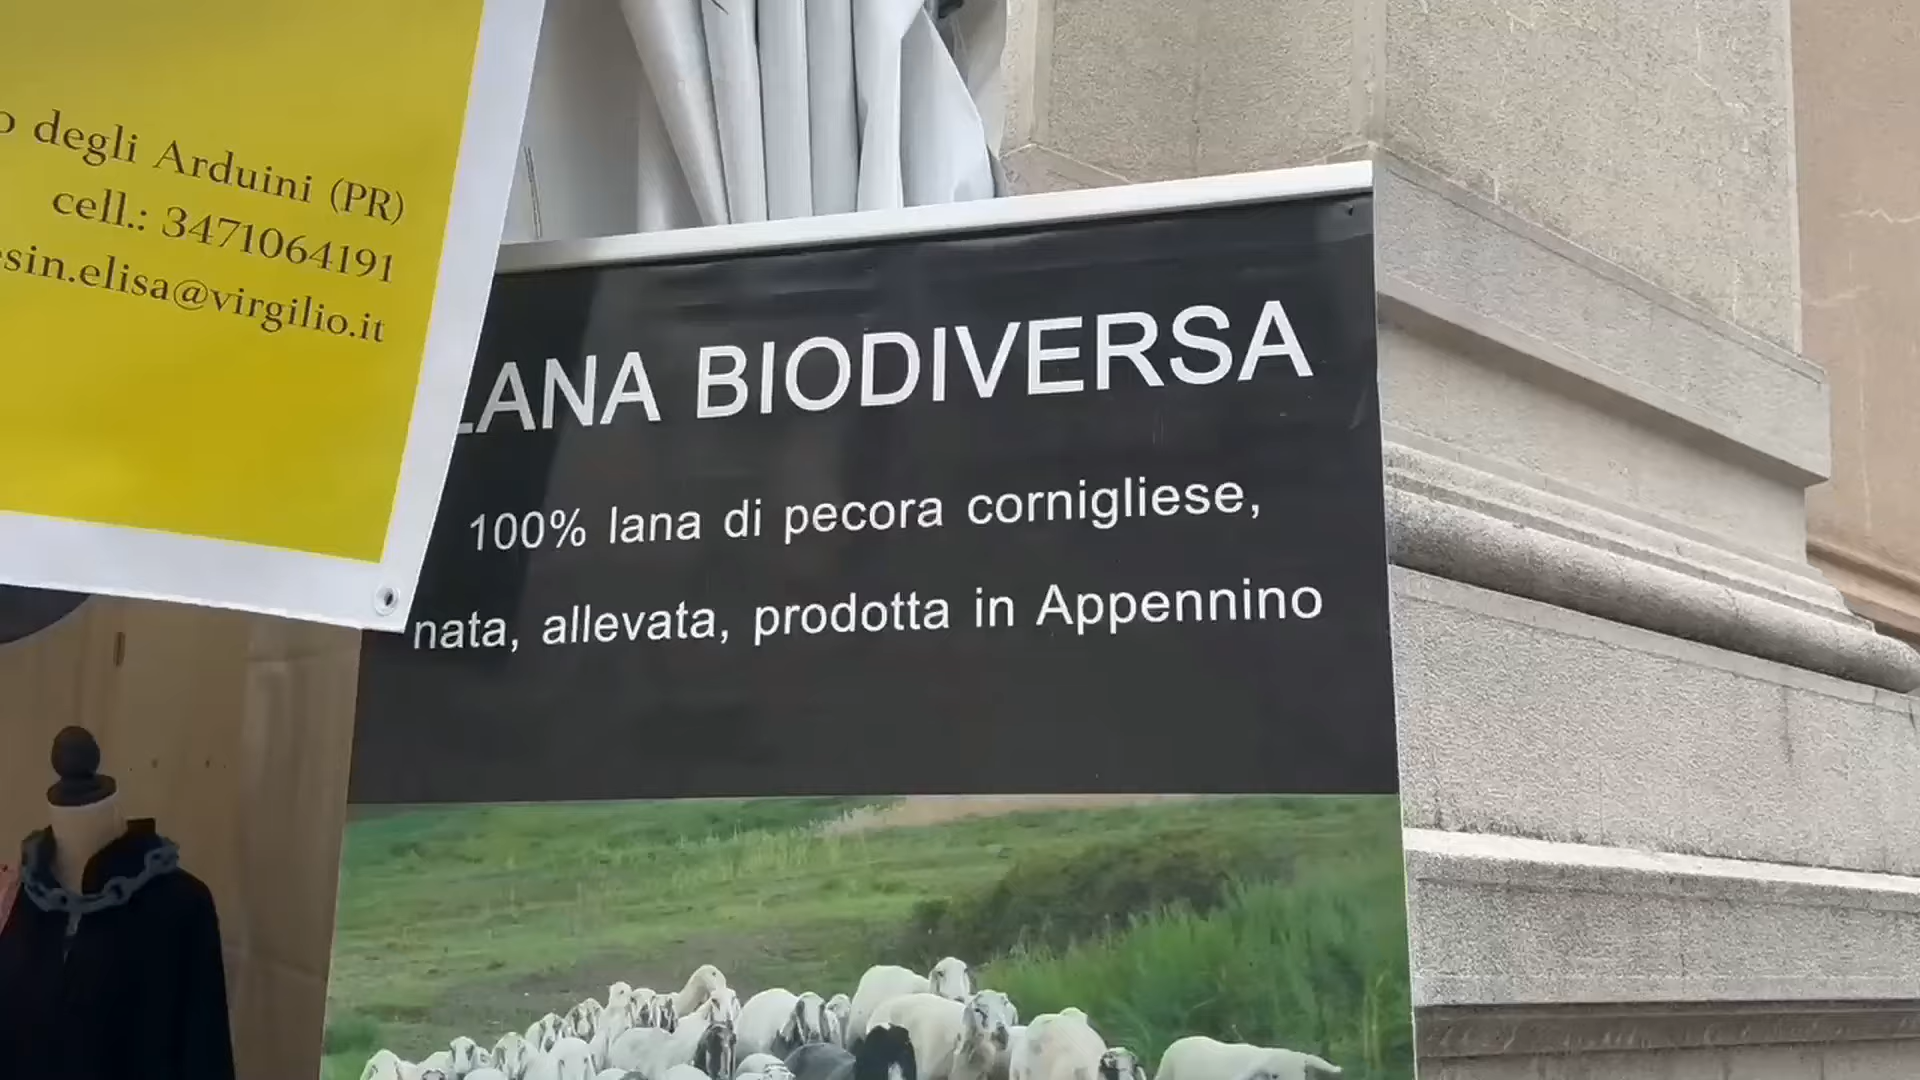 degli Arduini (PR)
cell.: 3471064191
sin.elisa@virgilio.it
LANA BIODIVERSA
100% lana di pecora cornigliese,
nata, allevata, prodotta in Appennino